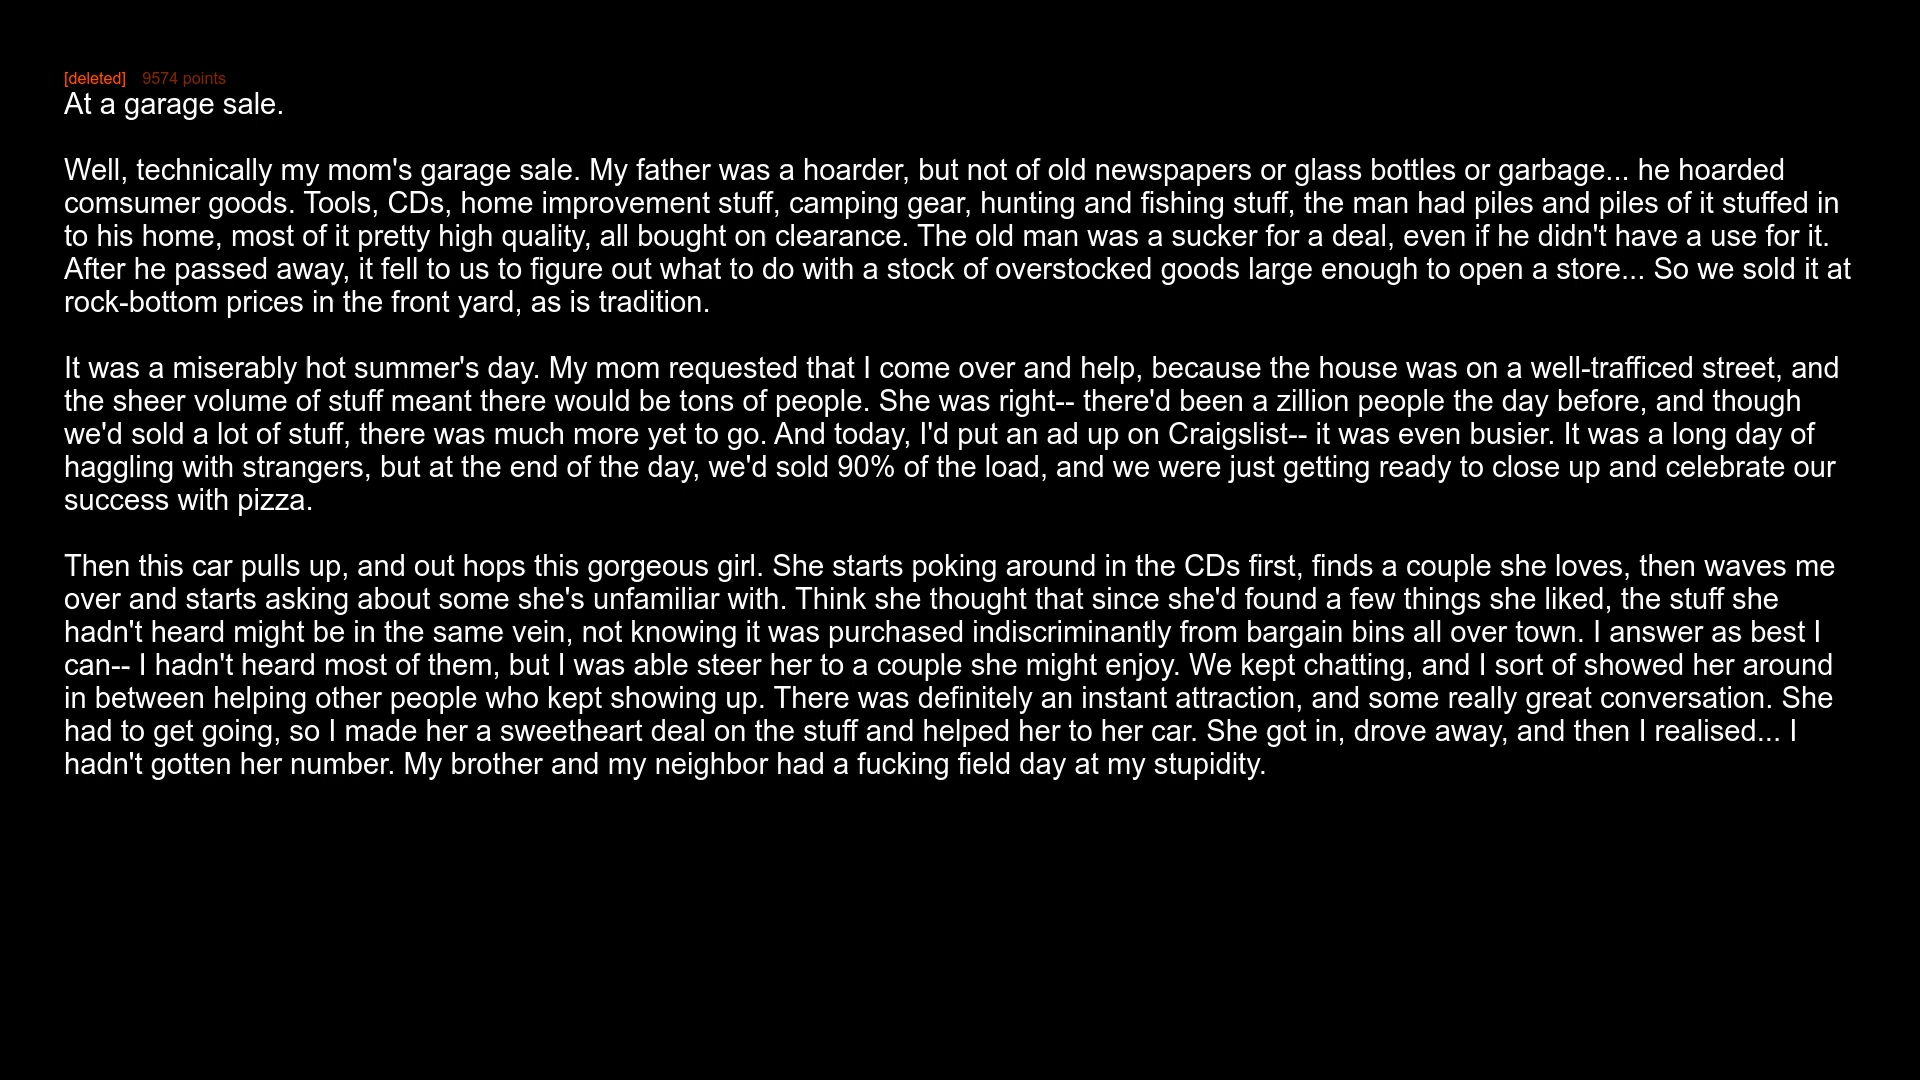 [deleted] 9574 points
At a garage sale.
Well, technically my mom's garage sale. My father was a hoarder, but not of old newspapers or glass bottles or garbage... he hoarded
comsumer goods. Tools, CDs, home improvement stuff, camping gear, hunting and fishing stuff, the man had piles and piles of it stuffed in
to his home, most of it pretty high quality, all bought on clearance. The old man was a sucker for a deal, even if he didn't have a use for it.
After he passed away, it fell to us to figure out what to do with a stock of overstocked goods large enough to open a store... So we sold it at
rock-bottom prices in the front yard, as is tradition.
It was a miserably hot summer's day. My mom requested that I come over and help, because the house was on a well-trafficed street, and
the sheer volume of stuff meant there would be tons of people. She was right-- there'd been a zillion people the day before, and though
we'd sold a lot of stuff, there was much more yet to go. And today, I'd put an ad up on Craigslist-- it was even busier. It was a long day of
haggling with strangers, but at the end of the day, we'd sold 90% of the load, and we were just getting ready to close up and celebrate our
success with pizza.
Then this car pulls up, and out hops this gorgeous girl. She starts poking around in the CDs first, finds a couple she loves, then waves me
over and starts asking about some she's unfamiliar with. Think she thought that since she'd found a few things she liked, the stuff she
hadn't heard might be in the same vein, not knowing it was purchased indiscriminantly from bargain bins all over town. I answer as best I
can-- I hadn't heard most of them, but I was able steer her to a couple she might enjoy. We kept chatting, and I sort of showed her around
in between helping other people who kept showing up. There was definitely an instant attraction, and some really great conversation. She
had to get going, so I made her a sweetheart deal on the stuff and helped her to her car. She got in, drove away, and then I realised... I
hadn't gotten her number. My brother and my neighbor had a fucking field day at my stupidity.